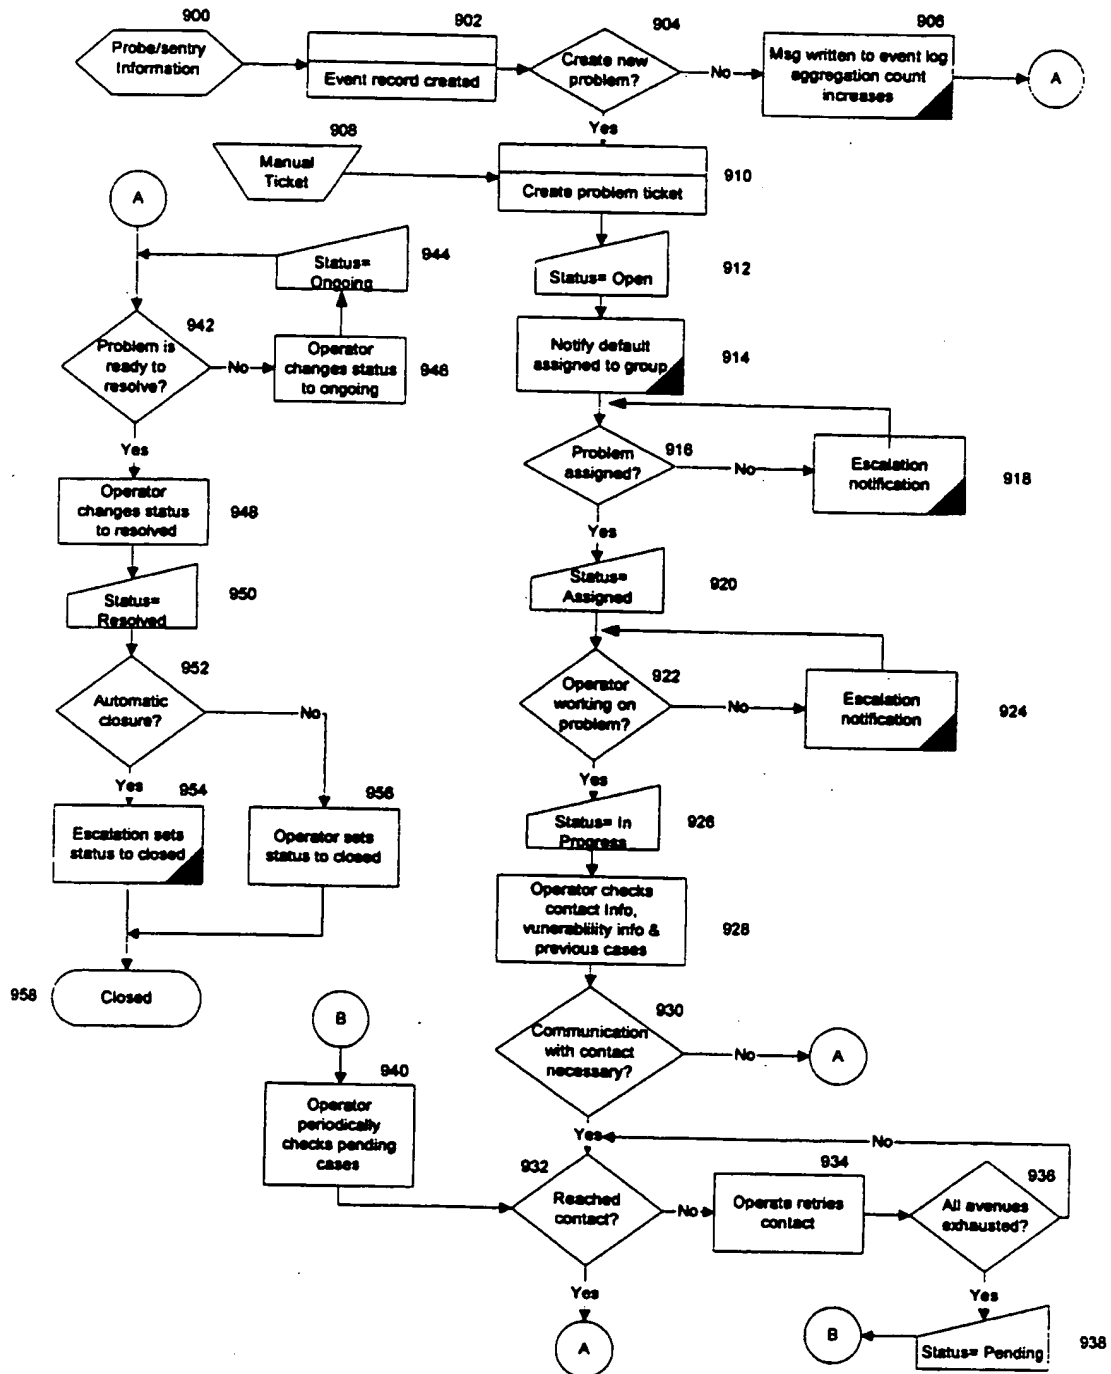 900
902
904
906
Probe/sentry
Information
Event record created
Create new
problem?
No
Msg written to event log
aggregation count
increases
A
Yes
908
Manual
Ticket
910
Create problem ticket
A
944
Status=
Ongoing
912
Status= Open
942
Problem is
ready to
resolve?
No
Operator
changes status
to ongoing
946
Notify default
assigned to group
914
Yes
916
Problem
assigned?
No
Escalation
notification
918
Operator
changes status
to resolved
948
Yes
Status=
Assigned
920
Status=
Resolved
950
952
Automatic
closure?
No
922
Operator
working on
problem?
No
Escalation
notification
924
Yes
954
956
Yes
Escalation sets
status to closed
Operator sets
status to closed
Status= In
Progress
926
Operator checks
contact Info,
vunerablility info &
previous cases
928
958
Closed
B
930
Communication
with contact
necessary?
No
A
940
Operator
periodically
checks pending
cases
Yes
No
932
934
936
Reached
contact?
No
Operate retries
contact
All avenues
exhausted?
Yes
Yes
A
B
Status= Pending
938